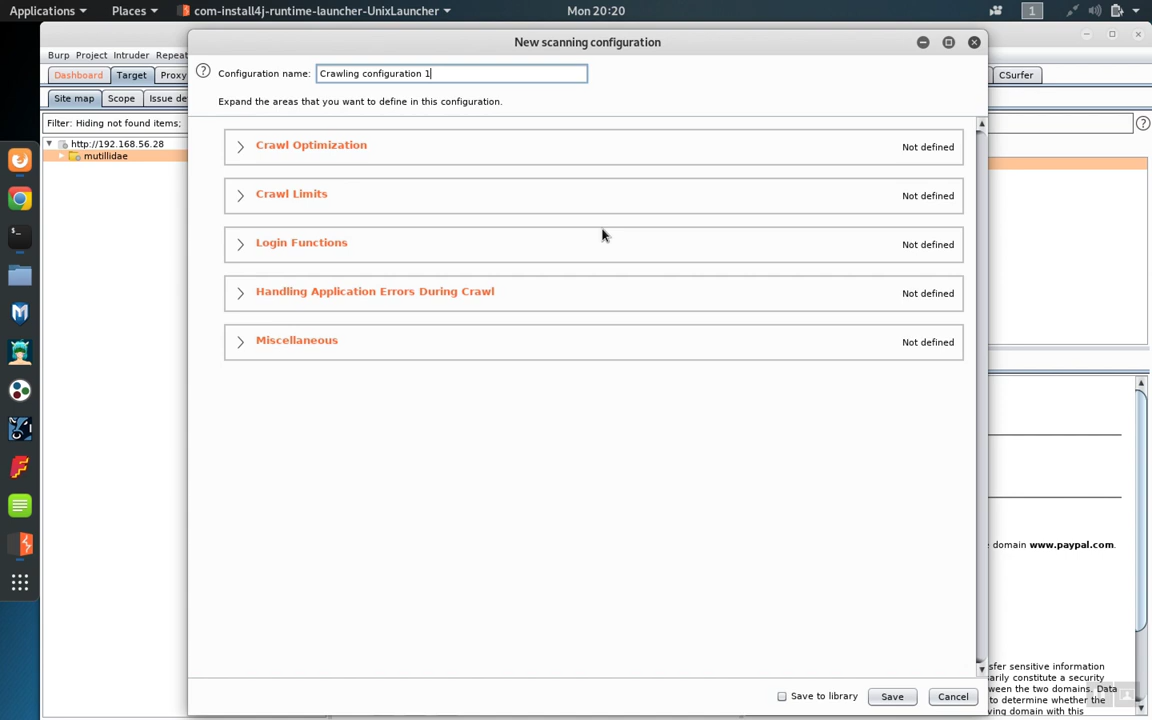 Applications
Places
com-install4j-runtime-launcher-UnixLauncher
Mon 20:20
1
New scanning configuration
Burp Project Intruder Repeat
Configuration name: Crawling configuration 1
Dashboard Target Proxy
CSurfer
Site map Scope Issue de
Expand the areas that you want to define in this configuration.
Filter: Hiding not found items;
http://192.168.56.28
mutillidae
Crawl Optimization Not defined
Crawl Limits Not defined
Login Functions Not defined
Handling Application Errors During Crawl Not defined
Miscellaneous Not defined
domain www.paypal.com.
sfer sensitive information
arily constitute a security
ween the two domains. Data
to determine whether the
ving domain with this
Save to library
Save
Cancel